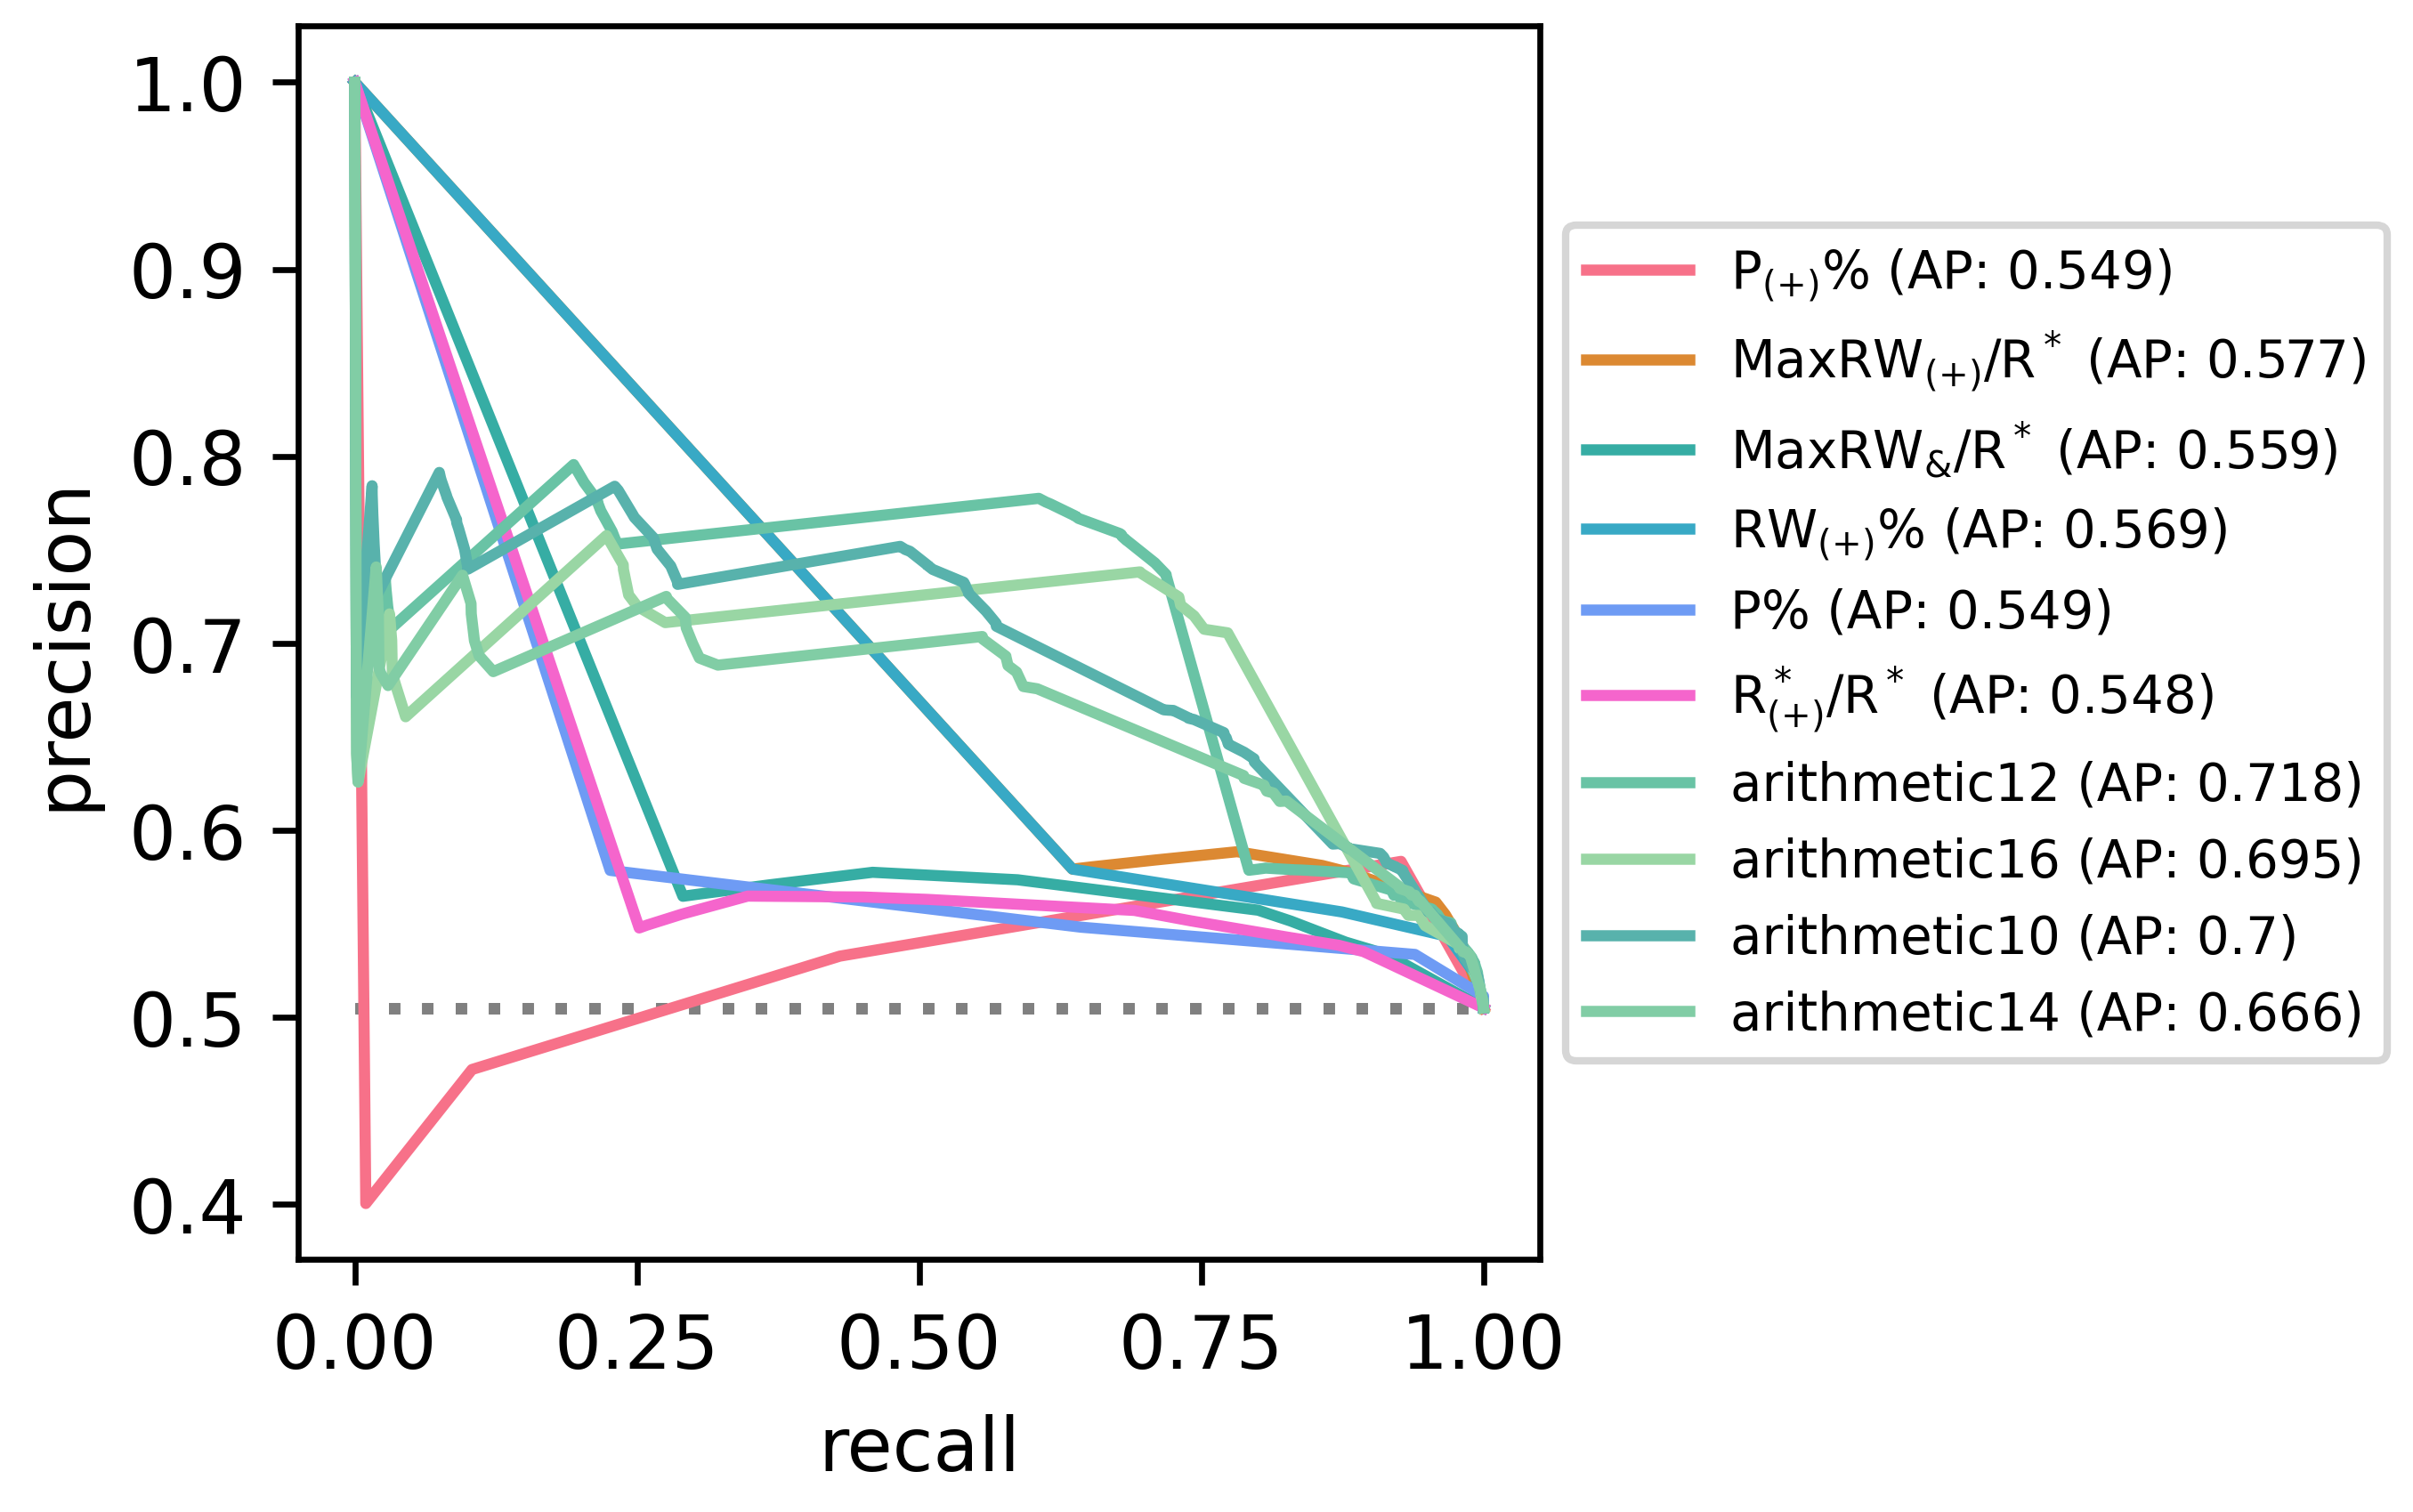 1.0
0.9
0.8
0.7
0.6
0.5
0.4
precision
0.00 0.25 0.50 0.75 1.00
recall
P(+)% (AP: 0.549)
MaxRW(+)/R* (AP: 0.577)
MaxRW&/R* (AP: 0.559)
RW(+)% (AP: 0.569)
P% (AP: 0.549)
R*(+)/R* (AP: 0.548)
arithmetic12 (AP: 0.718)
arithmetic16 (AP: 0.695)
arithmetic10 (AP: 0.7)
arithmetic14 (AP: 0.666)